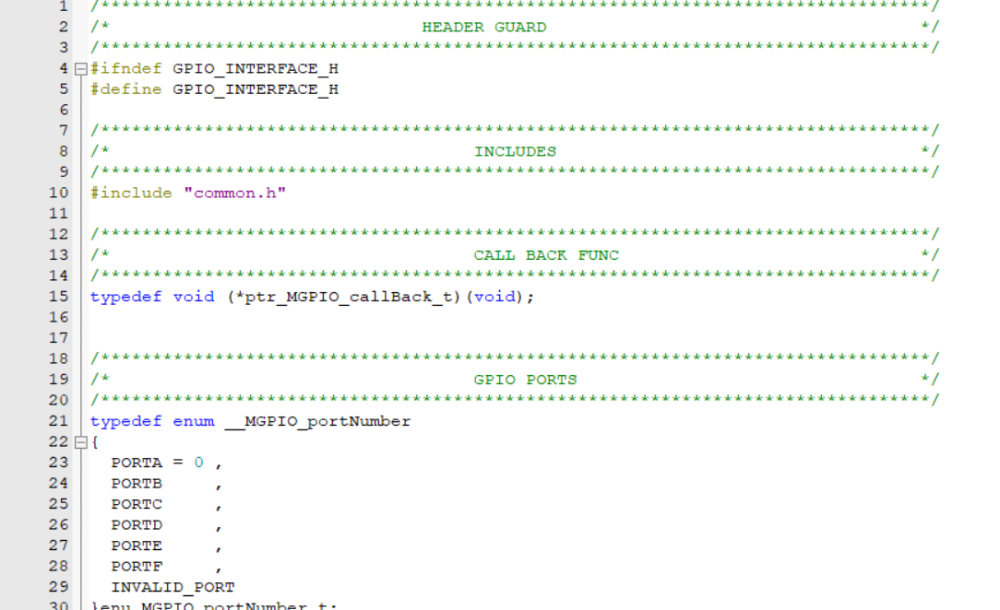 1 /********************************************************************************/
2 /* HEADER GUARD */
3 /********************************************************************************/
4 #ifndef GPIO_INTERFACE_H
5 #define GPIO_INTERFACE_H
6
7 /********************************************************************************/
8 /* INCLUDES */
9 /********************************************************************************/
10 #include "common.h"
11
12 /********************************************************************************/
13 /* CALL BACK FUNC */
14 /********************************************************************************/
15 typedef void (*ptr_MGPIO_callBack_t)(void);
16
17
18 /********************************************************************************/
19 /* GPIO PORTS */
20 /********************************************************************************/
21 typedef enum __MGPIO_portNumber
22 {
23 PORTA = 0 ,
24 PORTB ,
25 PORTC ,
26 PORTD ,
27 PORTE ,
28 PORTF ,
29 INVALID_PORT
30 }enu_MGPIO_portNumber_t;